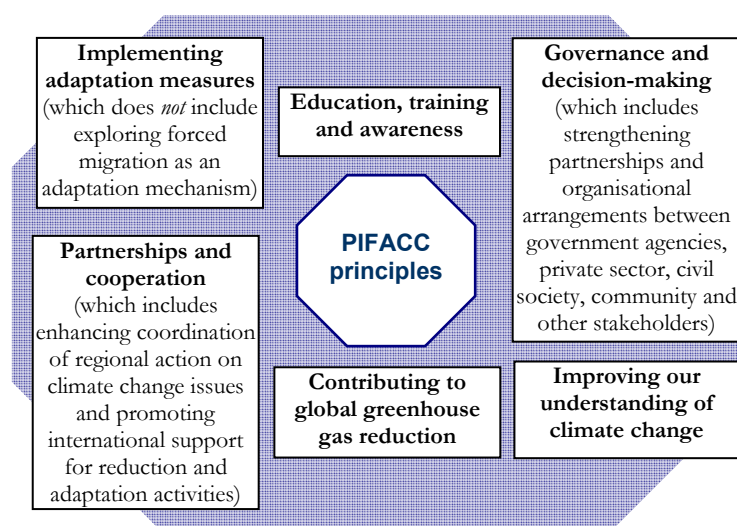 Implementing
adaptation measures
(which does not include
exploring forced
migration as an
adaptation mechanism)
Education, training
and awareness
Governance and
decision-making
(which includes
strengthening
partnerships and
organisational
arrangements between
government agencies,
private sector, civil
society, community and
other stakeholders)
PIFACC
principles
Partnerships and
cooperation
(which includes
enhancing coordination
of regional action on
climate change issues
and promoting
international support
for reduction and
adaptation activities)
Contributing to
global greenhouse
gas reduction
Improving our
understanding of
climate change